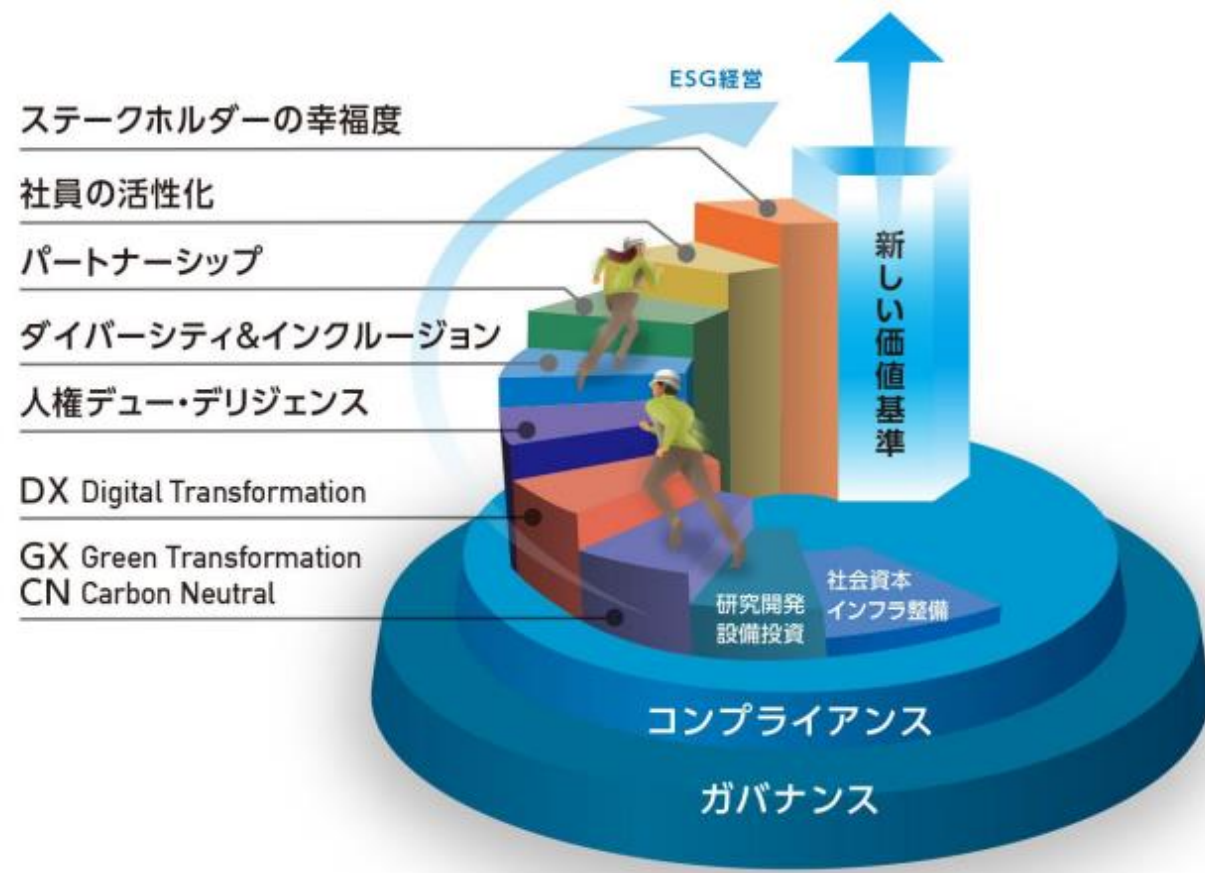 ESG経営
ステークホルダーの幸福度
社員の活性化
パートナーシップ
ダイバーシティ&インクルージョン
人権デュー・デリジェンス
DX Digital Transformation
GX Green Transformation
CN Carbon Neutral
新しい価値基準
研究開発
設備投資
社会資本
インフラ整備
コンプライアンス
ガバナンス